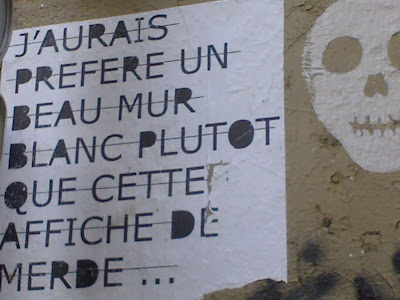 J'AURAIS
PREFERE UN
BEAU MUR
BLANC PLUTOT
QUE CETTE
AFFICHE DE
MERDE ...